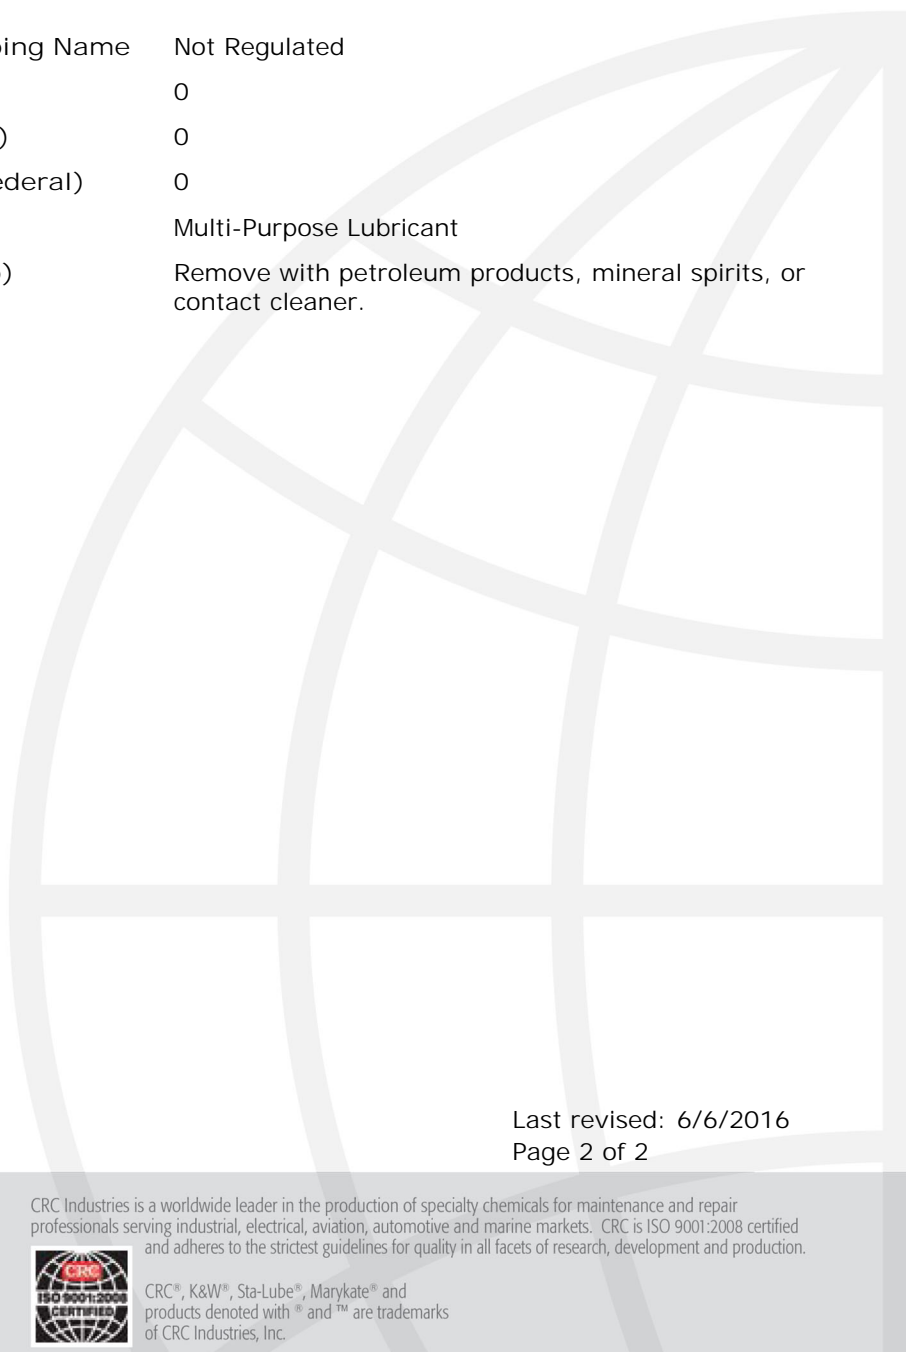 ping Name Not Regulated
0
) 0
ederal) 0
Multi-Purpose Lubricant
) Remove with petroleum products, mineral spirits, or
contact cleaner.
Last revised: 6/6/2016
Page 2 of 2
CRC Industries is a worldwide leader in the production of specialty chemicals for maintenance and repair
professionals serving industrial, electrical, aviation, automotive and marine markets. CRC is ISO 9001:2008 certified
and adheres to the strictest guidelines for quality in all facets of research, development and production.
CRC
ISO 9001:2008
CERTIFIED
CRC®, K&W®, Sta-Lube®, Marykate® and
products denoted with ® and ™ are trademarks
of CRC Industries, Inc.